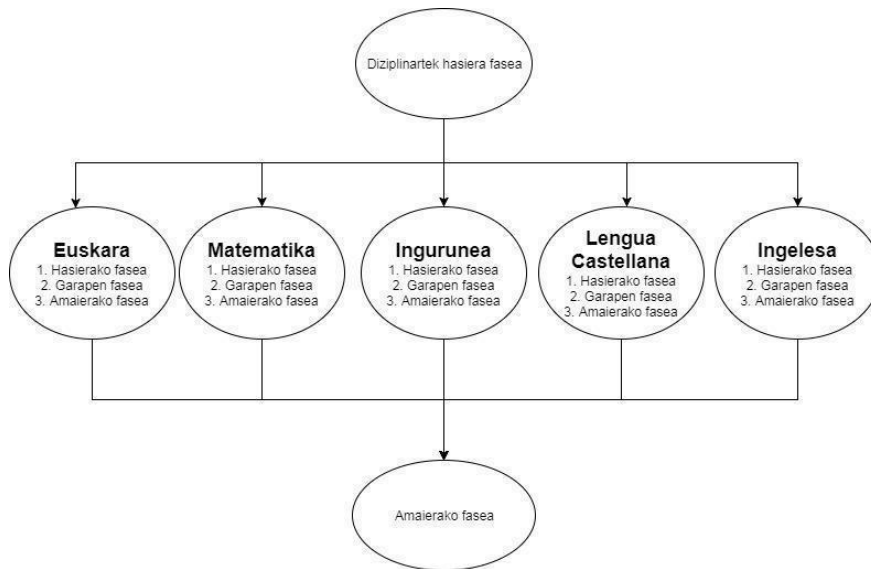 Diziplinartek hasiera fasea
Euskara
1. Hasierako fasea
2. Garapen fasea
3. Amaierako fasea
Matematika
1. Hasierako fasea
2. Garapen fasea
3. Amaierako fasea
Ingurunea
1. Hasierako fasea
2. Garapen fasea
3. Amaierako fasea
Lengua
Castellana
1. Hasierako fasea
2. Garapen fasea
3. Amaierako fasea
Ingelesa
1. Hasierako fasea
2. Garapen fasea
3. Amaierako fasea
Amaierako fasea